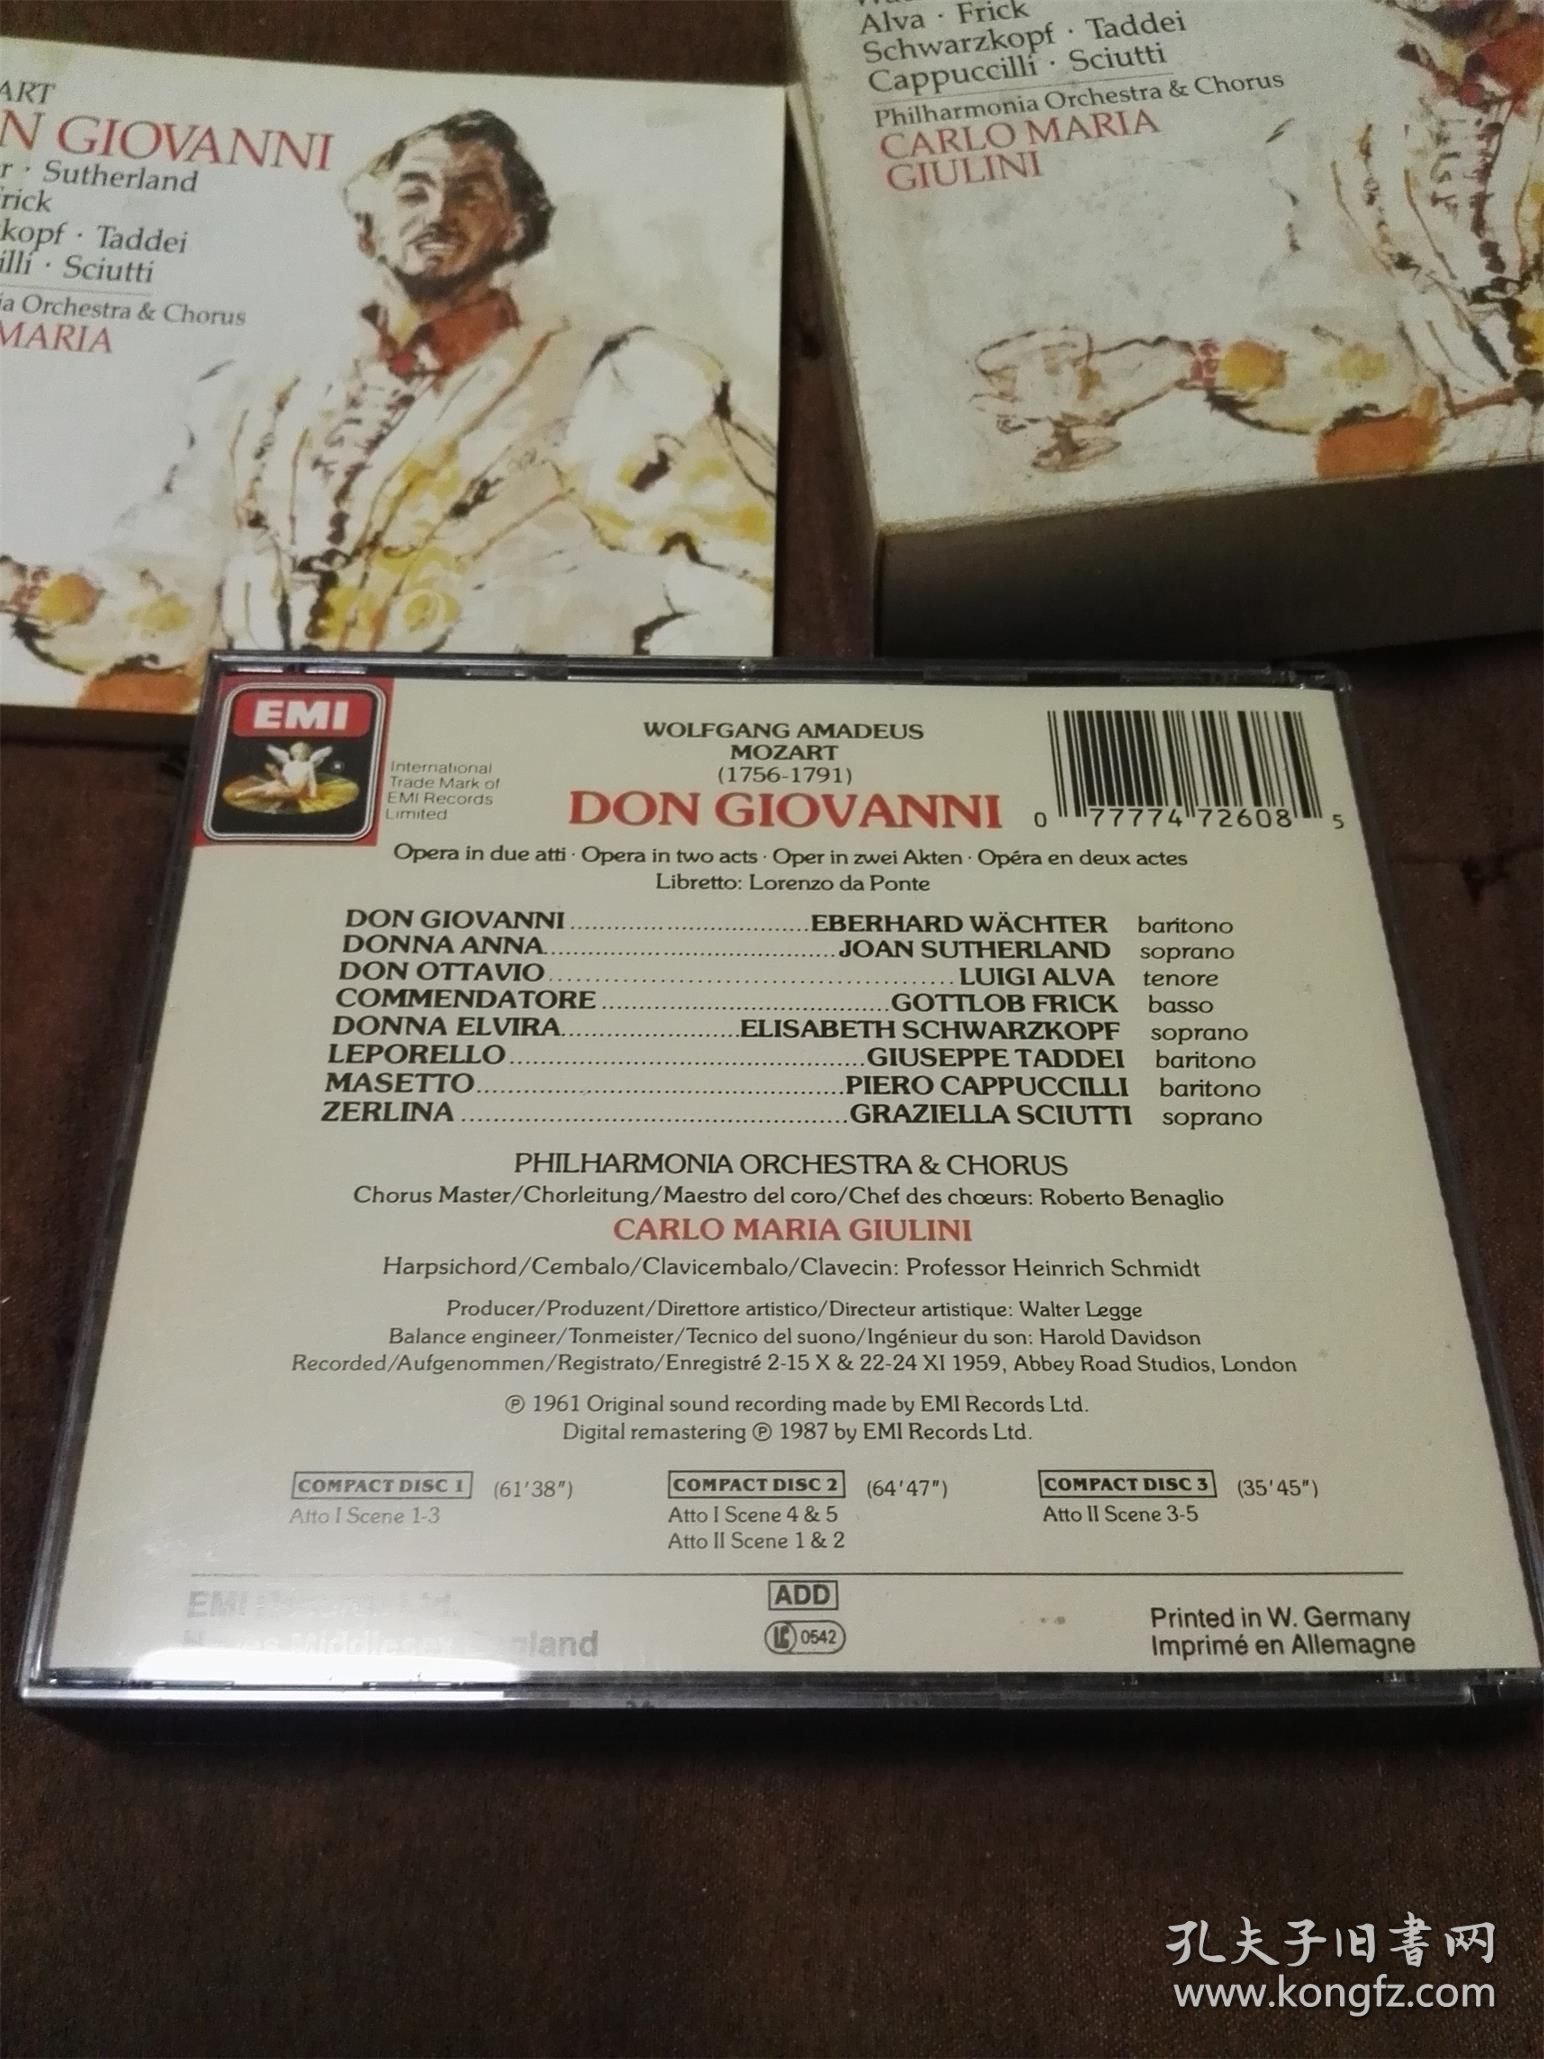 ART
N GIOVANNI
r · Sutherland
rick
kopf · Taddei
illi · Sciutti
ia Orchestra & Chorus
MARIA
Alva · Frick
Schwarzkopf · Taddei
Cappuccilli · Sciutti
Philharmonia Orchestra & Chorus
CARLO MARIA
GIULINI
EMI
International
Trade Mark of
EMI Records
Limited
WOLFGANG AMADEUS
MOZART
(1756-1791)
DON GIOVANNI
0 77774 72608 5
Opera in due atti · Opera in two acts · Oper in zwei Akten · Opéra en deux actes
Libretto: Lorenzo da Ponte
DON GIOVANNI ................................ EBERHARD WÄCHTER baritono
DONNA ANNA ........................................ JOAN SUTHERLAND soprano
DON OTTAVIO ........................................ LUIGI ALVA tenore
COMMENDATORE ....................................... GOTTLOB FRICK basso
DONNA ELVIRA ........................ ELISABETH SCHWARZKOPF soprano
LEPORELLO ................................................ GIUSEPPE TADDEI baritono
MASETTO .................................................. PIERO CAPPUCCILLI baritono
ZERLINA ..................................................... GRAZIELLA SCIUTTI soprano
PHILHARMONIA ORCHESTRA & CHORUS
Chorus Master/Chorleitung/Maestro del coro/Chef des chœurs: Roberto Benaglio
CARLO MARIA GIULINI
Harpsichord/Cembalo/Clavicembalo/Clavecin: Professor Heinrich Schmidt
Producer/Produzent/Direttore artistico/Directeur artistique: Walter Legge
Balance engineer/Tonmeister/Tecnico del suono/Ingénieur du son: Harold Davidson
Recorded/Aufgenommen/Registrato/Enregistré 2-15 X & 22-24 XI 1959, Abbey Road Studios, London
℗ 1961 Original sound recording made by EMI Records Ltd.
Digital remastering ℗ 1987 by EMI Records Ltd.
COMPACT DISC 1 (61'38") COMPACT DISC 2 (64'47") COMPACT DISC 3 (35'45")
Atto I Scene 1-3 Atto I Scene 4 & 5 Atto II Scene 3-5
Atto II Scene 1 & 2
EMI Records Ltd.
Hayes Middlesex England
ADD
LC 0542
Printed in W. Germany
Imprimé en Allemagne
孔夫子旧书网
www.kongfz.com